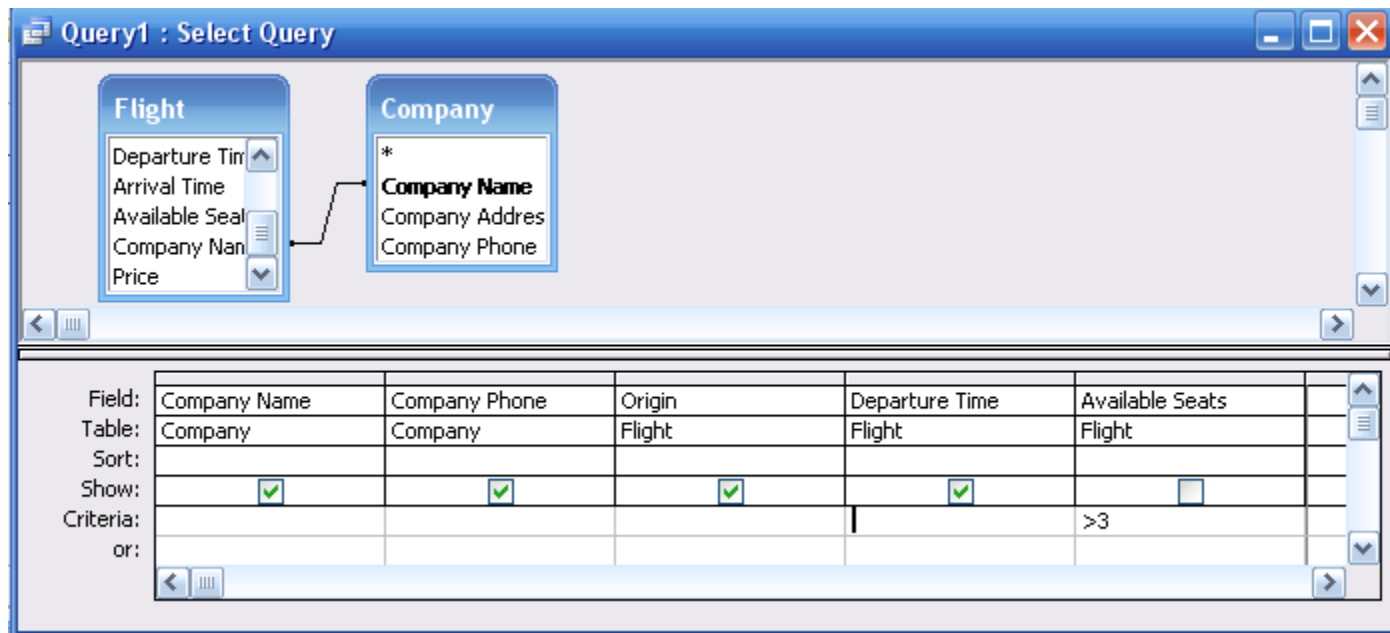 Query1 : Select Query
Flight
Departure Tim
Arrival Time
Available Seat
Company Nam
Price
Company
*
Company Name
Company Addres
Company Phone
Field: Company Name Company Phone Origin Departure Time Available Seats
Table: Company Company Flight Flight Flight
Sort:
Show:
Criteria: >3
or: